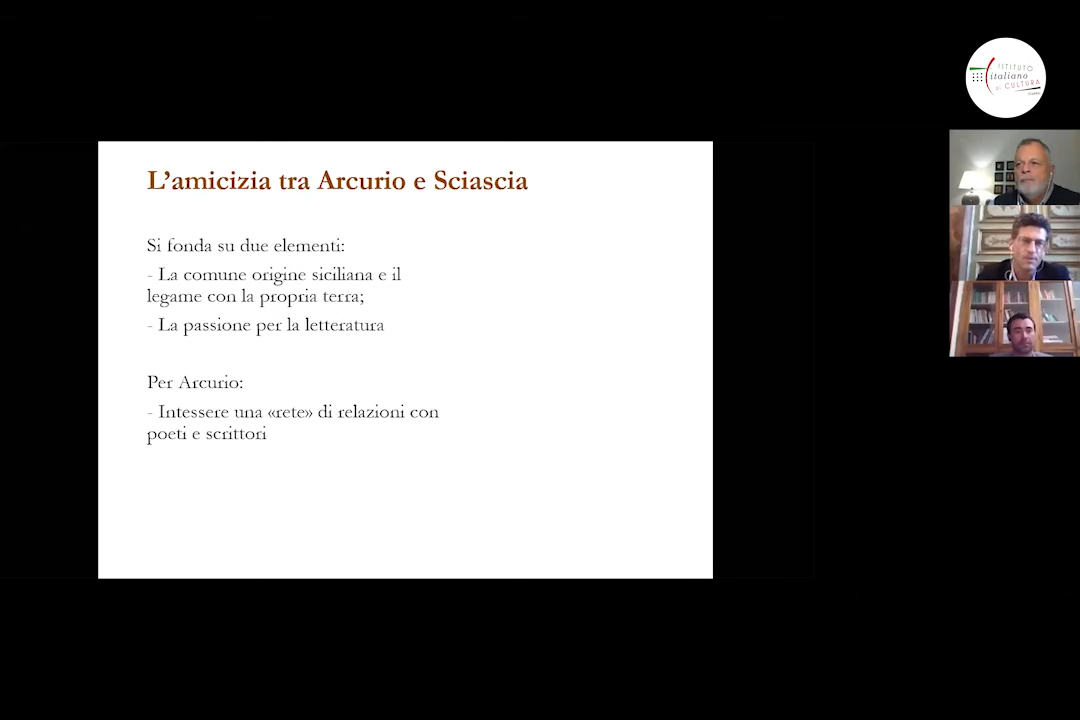 L'amicizia tra Arcurio e Sciascia
Si fonda su due elementi:
- La comune origine siciliana e il
legame con la propria terra;
- La passione per la letteratura
Per Arcurio:
- Intessere una «rete» di relazioni con
poeti e scrittori
ISTITUTO
italiano
DI CULTURA